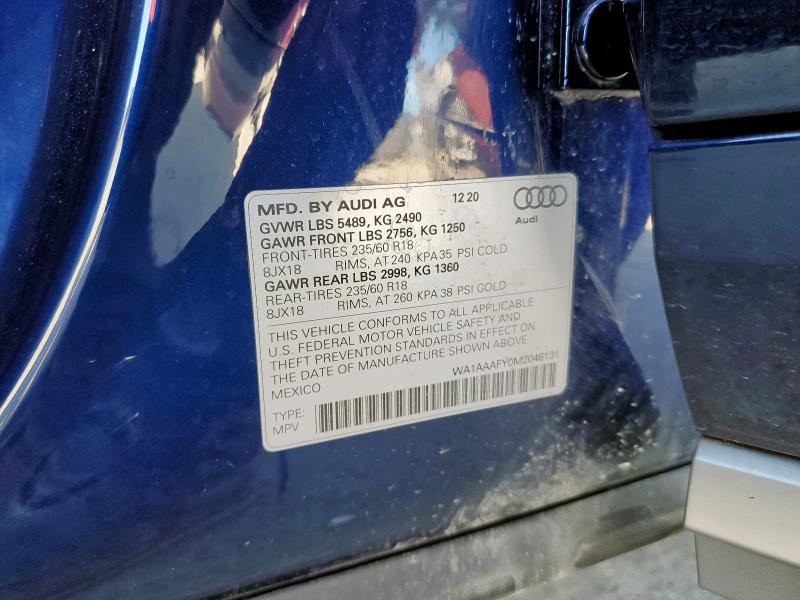 MFD. BY AUDI AG 12 20
Audi
GVWR LBS 5489, KG 2490
GAWR FRONT LBS 2756, KG 1250
FRONT-TIRES 235/60 R18
8JX18 RIMS, AT 240 KPA 35 PSI COLD
GAWR REAR LBS 2998, KG 1360
REAR-TIRES 235/60 R18
8JX18 RIMS, AT 260 KPA 38 PSI GOLD
THIS VEHICLE CONFORMS TO ALL APPLICABLE
U.S. FEDERAL MOTOR VEHICLE SAFETY AND
THEFT PREVENTION STANDARDS IN EFFECT ON
THE DATE OF MANUFACTURE SHOWN ABOVE.
MEXICO WA1AAAFY0M2046131
TYPE:
MPV